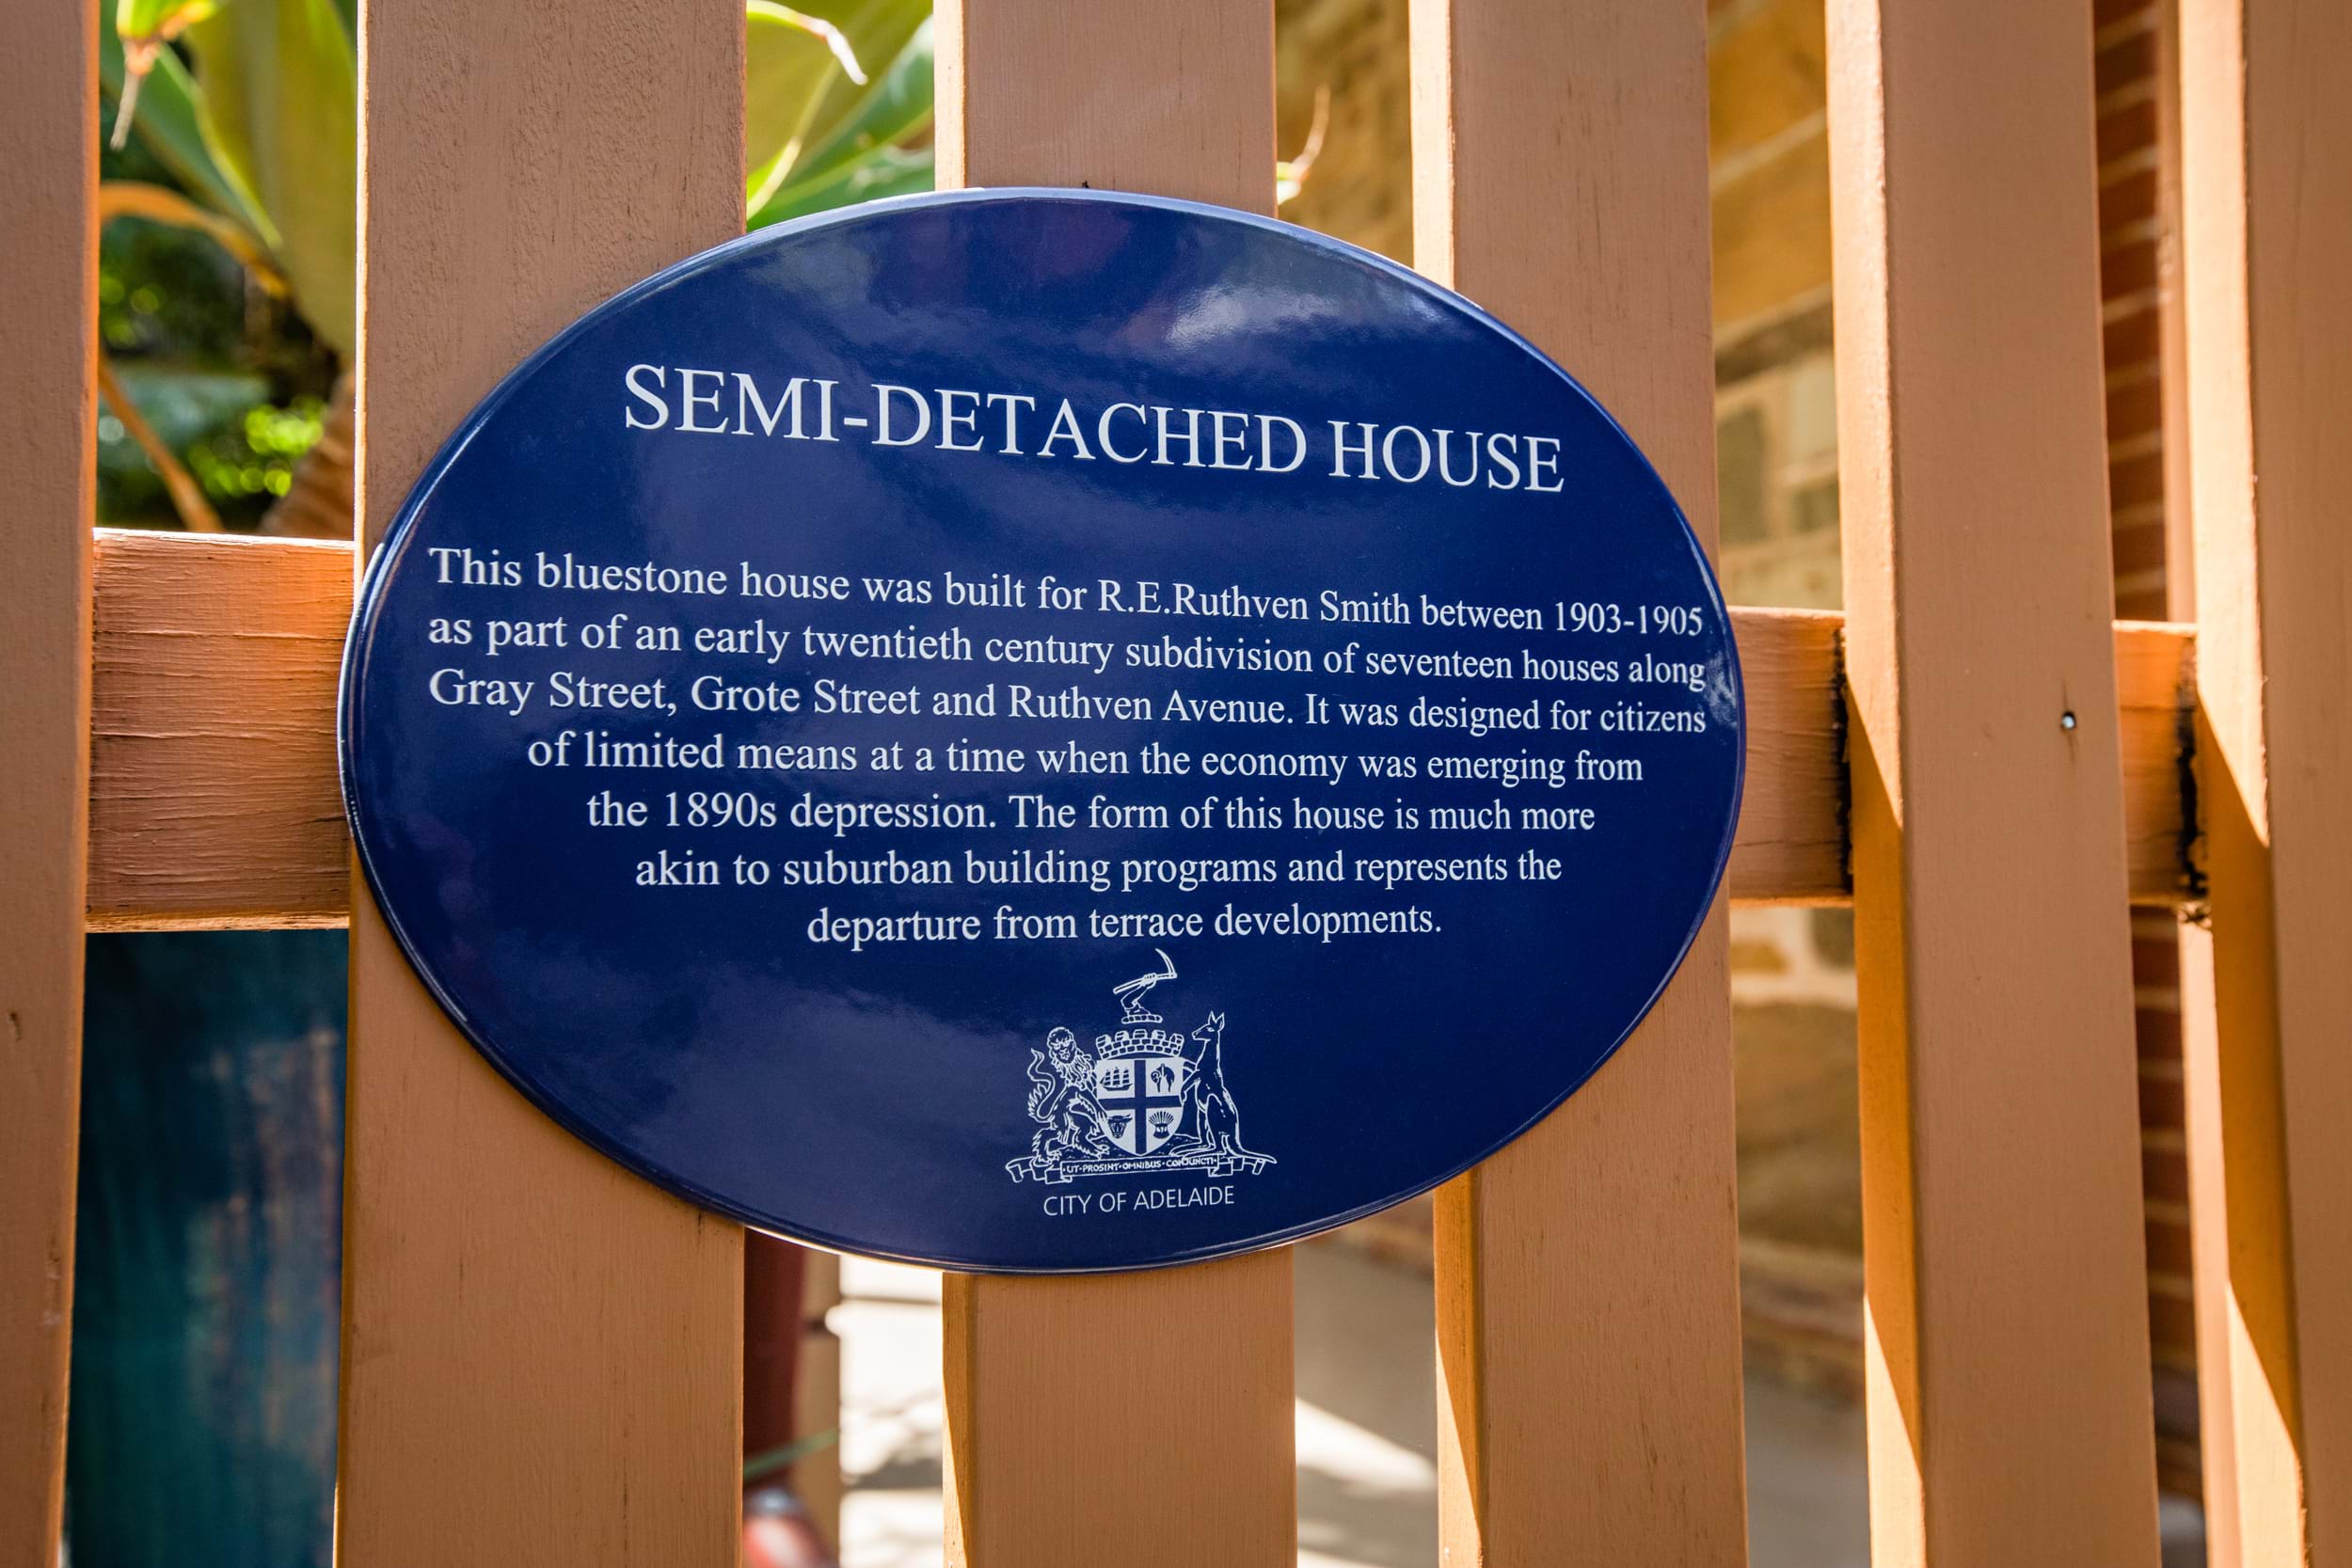 SEMI-DETACHED HOUSE
This bluestone house was built for R.E.Ruthven Smith between 1903-1905
as part of an early twentieth century subdivision of seventeen houses along
Gray Street, Grote Street and Ruthven Avenue. It was designed for citizens
of limited means at a time when the economy was emerging from
the 1890s depression. The form of this house is much more
akin to suburban building programs and represents the
departure from terrace developments.
·UT·PROSINT·OMNIBUS·CONJUNCTI·
CITY OF ADELAIDE